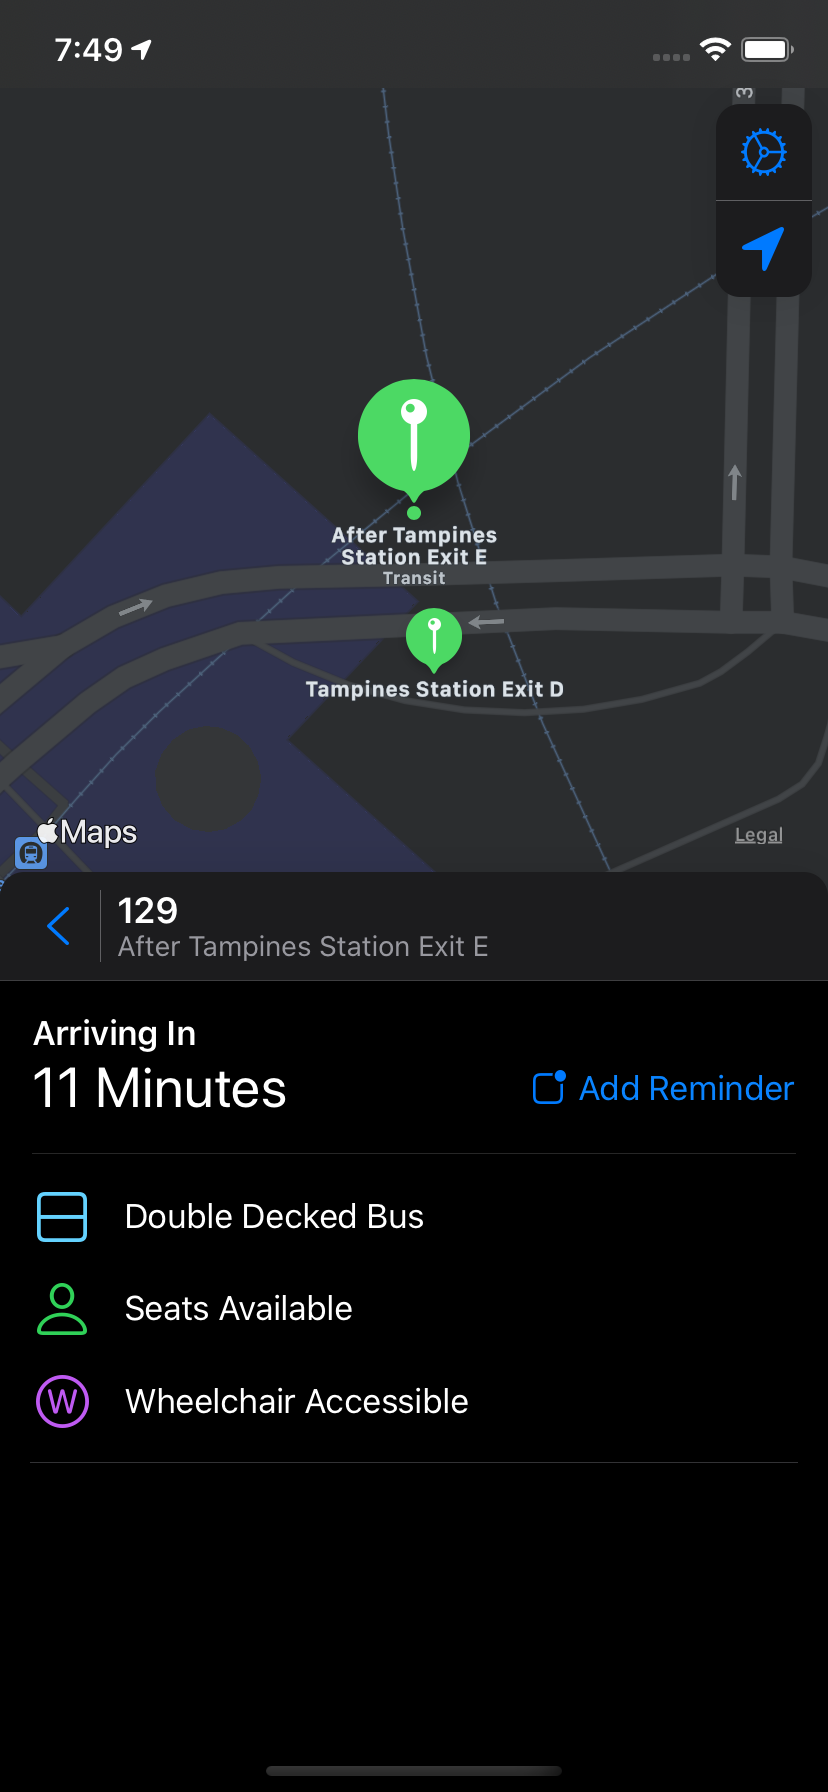 7:49
3
After Tampines
Station Exit E
Transit
Tampines Station Exit D
Maps
Legal
129
After Tampines Station Exit E
Arriving In
11 Minutes
Add Reminder
Double Decked Bus
Seats Available
W
Wheelchair Accessible